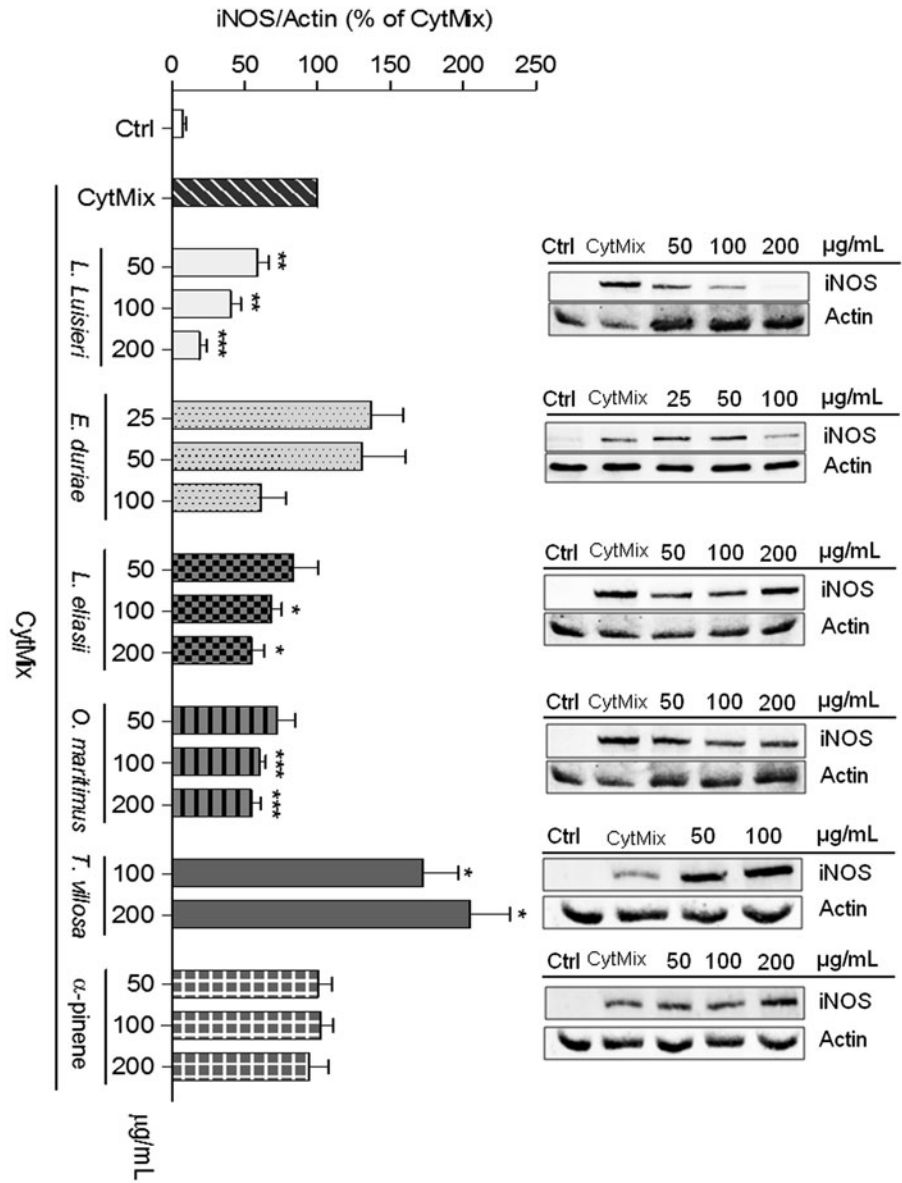 iNOS/Actin (% of CytMix)
0 50 100 150 200 250
Ctrl
CytMix
CytMix
L. Luisieri
50 **
100 **
200 ***
E. duriae
25
50
100
L. eliasii
50
100 *
200 *
O. maritimus
50
100 ***
200 ***
T. villosa
100 *
200 *
α-pinene
50
100
200
µg/mL
Ctrl CytMix 50 100 200 µg/mL
iNOS
Actin
Ctrl CytMix 25 50 100 µg/mL
iNOS
Actin
Ctrl CytMix 50 100 200 µg/mL
iNOS
Actin
Ctrl CytMix 50 100 200 µg/mL
iNOS
Actin
Ctrl CytMix 50 100 µg/mL
iNOS
Actin
Ctrl CytMix 50 100 200 µg/mL
iNOS
Actin